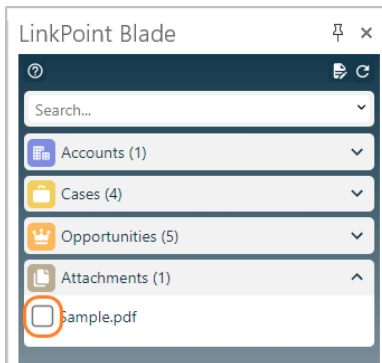 LinkPoint Blade
Search...
Accounts (1)
Cases (4)
Opportunities (5)
Attachments (1)
Sample.pdf